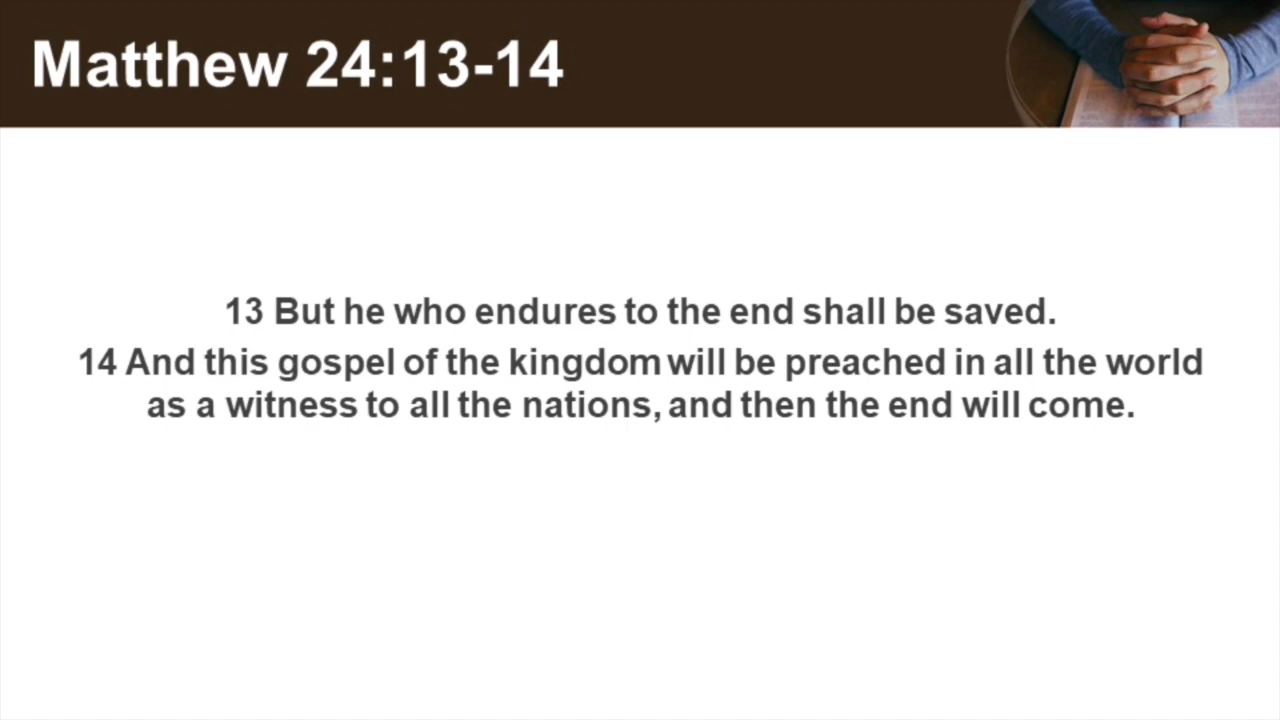 Matthew 24:13-14
13 But he who endures to the end shall be saved.
14 And this gospel of the kingdom will be preached in all the world
as a witness to all the nations, and then the end will come.